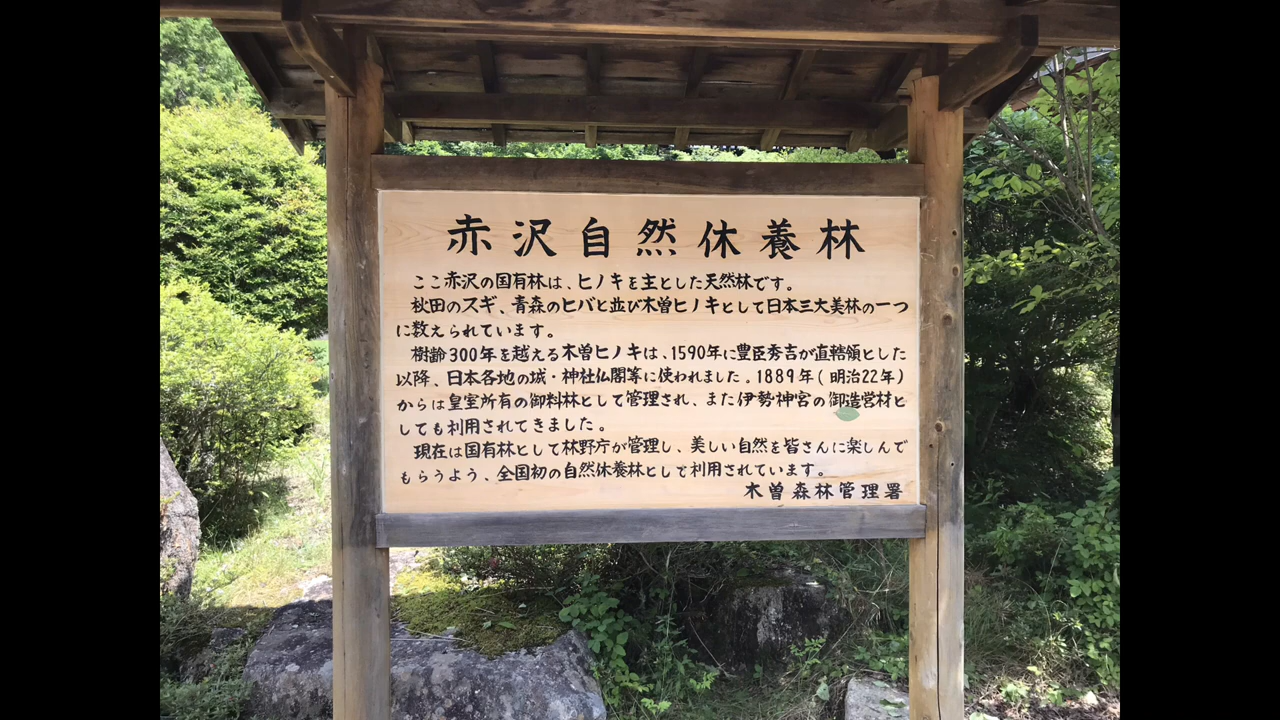 赤沢自然休養林
ここ赤沢の国有林は、ヒノキを主とした天然林です。
秋田のスギ、青森のヒバと並び木曽ヒノキとして日本三大美林の一つ
に数えられています。
樹齢300年を越える木曽ヒノキは、1590年に豊臣秀吉が直轄領とした
以降、日本各地の城・神社仏閣等に使われました。1889年(明治22年)
からは皇室所有の御料林として管理され、また伊勢神宮の御造営材と
しても利用されてきました。
現在は国有林として林野庁が管理し、美しい自然を皆さんに楽しんで
もらうよう、全国初の自然休養林として利用されています。
木曽森林管理署